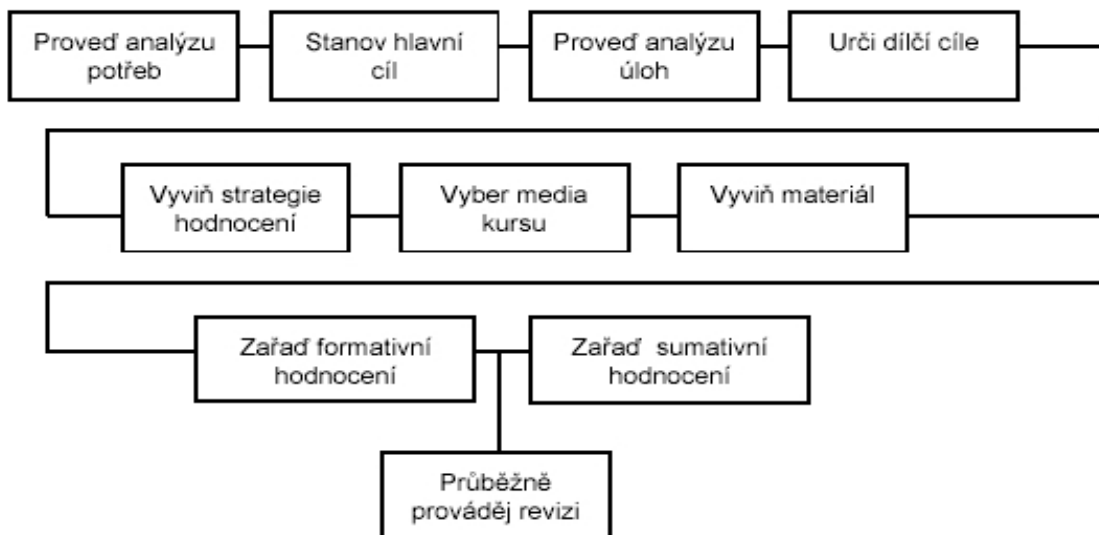 Proveď analýzu
potřeb
Stanov hlavní
cíl
Proveď analýzu
úloh
Urči dílčí cíle
Vyviň strategie
hodnocení
Vyber media
kursu
Vyviň materiál
Zařaď formativní
hodnocení
Zařaď sumativní
hodnocení
Průběžně
prováděj revizi